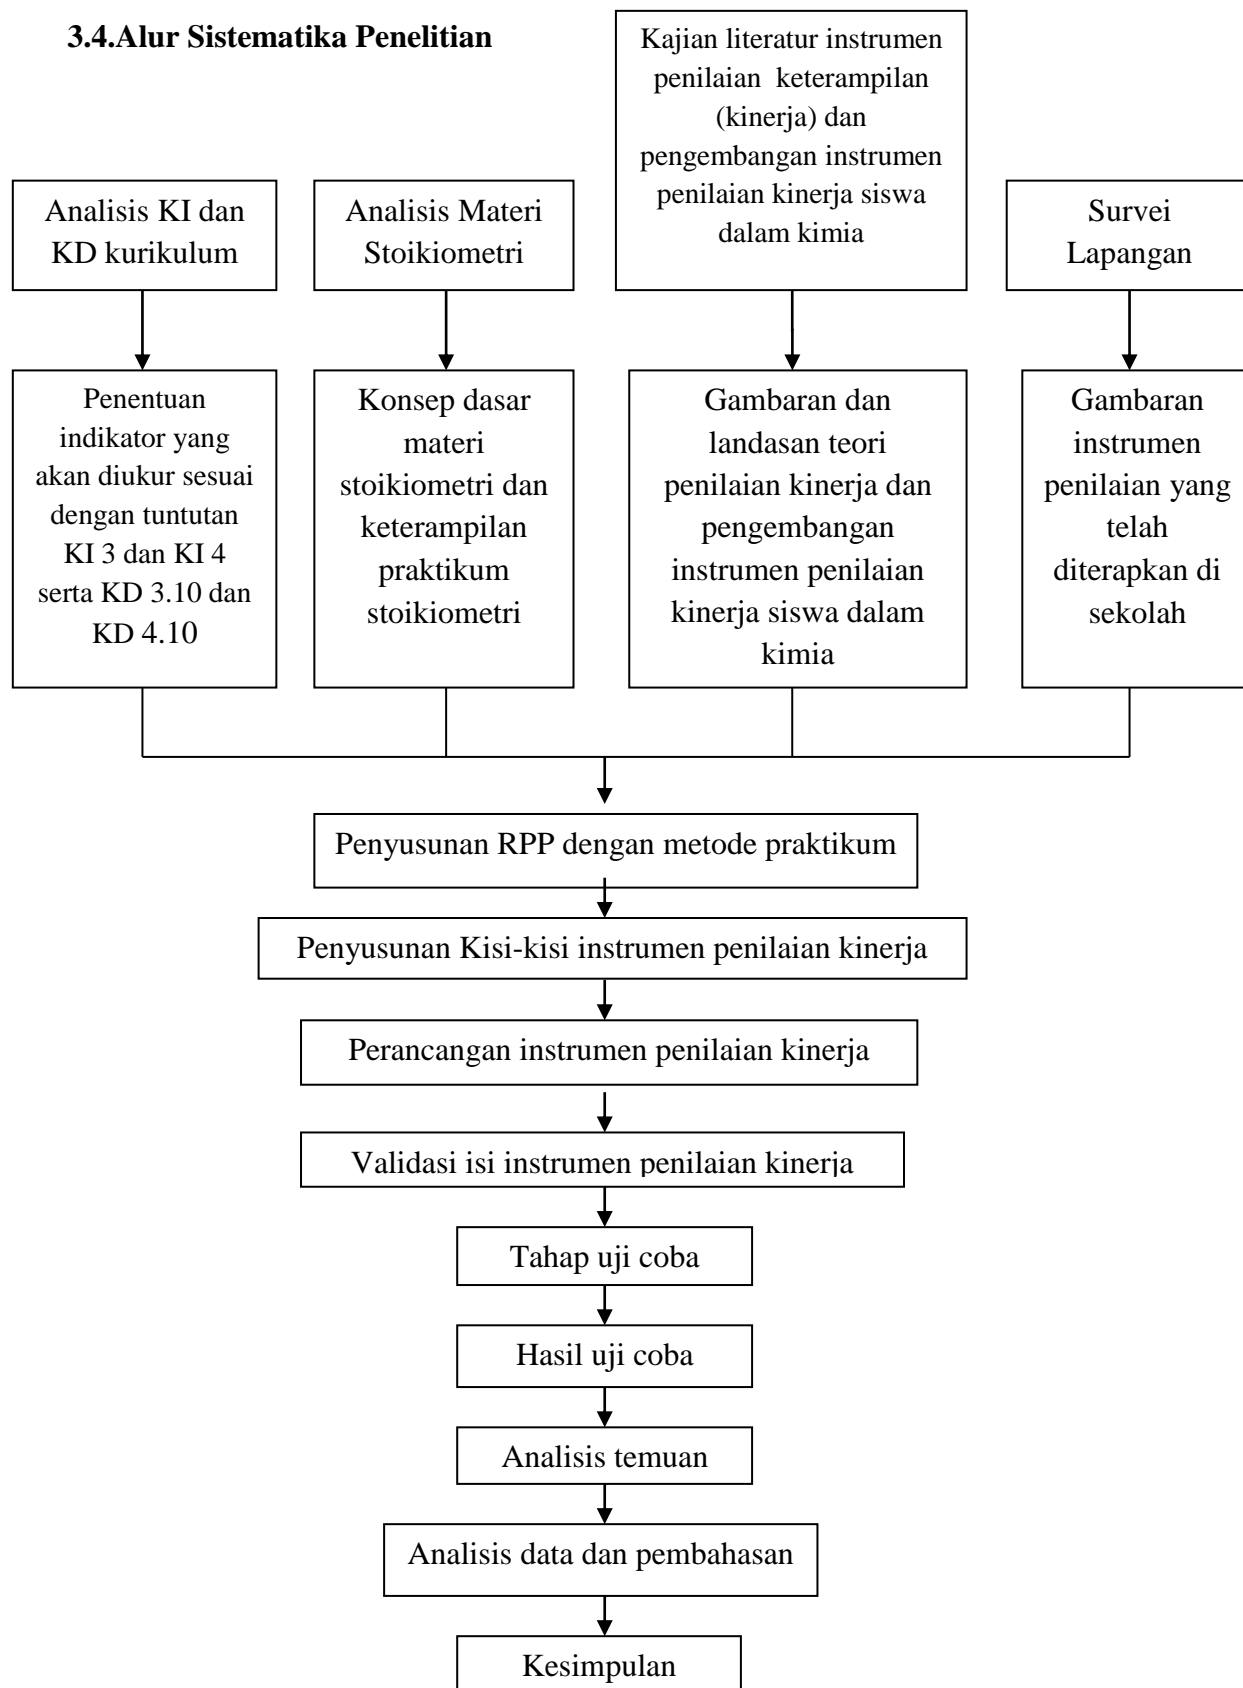 3.4.Alur Sistematika Penelitian
Kajian literatur instrumen
penilaian keterampilan
(kinerja) dan
pengembangan instrumen
penilaian kinerja siswa
dalam kimia
Analisis KI dan
KD kurikulum
Analisis Materi
Stoikiometri
Survei
Lapangan
Penentuan
indikator yang
akan diukur sesuai
dengan tuntutan
KI 3 dan KI 4
serta KD 3.10 dan
KD 4.10
Konsep dasar
materi
stoikiometri dan
keterampilan
praktikum
stoikiometri
Gambaran dan
landasan teori
penilaian kinerja dan
pengembangan
instrumen penilaian
kinerja siswa dalam
kimia
Gambaran
instrumen
penilaian yang
telah
diterapkan di
sekolah
Penyusunan RPP dengan metode praktikum
Penyusunan Kisi-kisi instrumen penilaian kinerja
Perancangan instrumen penilaian kinerja
Validasi isi instrumen penilaian kinerja
Tahap uji coba
Hasil uji coba
Analisis temuan
Analisis data dan pembahasan
Kesimpulan